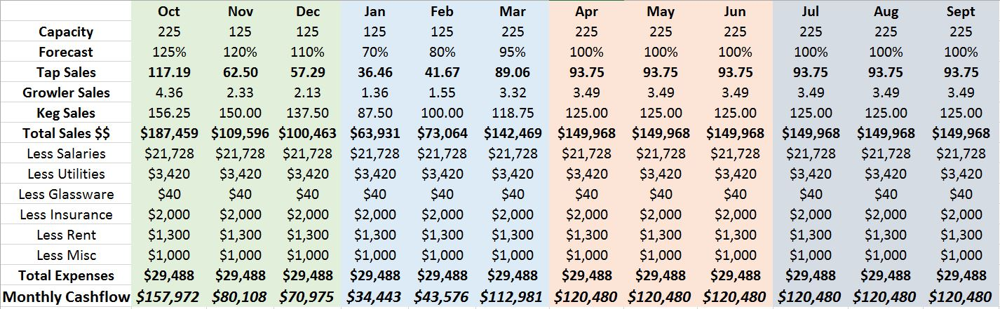 Oct Nov Dec Jan Feb Mar Apr May Jun Jul Aug Sept
Capacity 225 125 125 125 125 225 225 225 225 225 225 225
Forecast 125% 120% 110% 70% 80% 95% 100% 100% 100% 100% 100% 100%
Tap Sales 117.19 62.50 57.29 36.46 41.67 89.06 93.75 93.75 93.75 93.75 93.75 93.75
Growler Sales 4.36 2.33 2.13 1.36 1.55 3.32 3.49 3.49 3.49 3.49 3.49 3.49
Keg Sales 156.25 150.00 137.50 87.50 100.00 118.75 125.00 125.00 125.00 125.00 125.00 125.00
Total Sales $$ $187,459 $109,596 $100,463 $63,931 $73,064 $142,469 $149,968 $149,968 $149,968 $149,968 $149,968 $149,968
Less Salaries $21,728 $21,728 $21,728 $21,728 $21,728 $21,728 $21,728 $21,728 $21,728 $21,728 $21,728 $21,728
Less Utilities $3,420 $3,420 $3,420 $3,420 $3,420 $3,420 $3,420 $3,420 $3,420 $3,420 $3,420 $3,420
Less Glassware $40 $40 $40 $40 $40 $40 $40 $40 $40 $40 $40 $40
Less Insurance $2,000 $2,000 $2,000 $2,000 $2,000 $2,000 $2,000 $2,000 $2,000 $2,000 $2,000 $2,000
Less Rent $1,300 $1,300 $1,300 $1,300 $1,300 $1,300 $1,300 $1,300 $1,300 $1,300 $1,300 $1,300
Less Misc $1,000 $1,000 $1,000 $1,000 $1,000 $1,000 $1,000 $1,000 $1,000 $1,000 $1,000 $1,000
Total Expenses $29,488 $29,488 $29,488 $29,488 $29,488 $29,488 $29,488 $29,488 $29,488 $29,488 $29,488 $29,488
Monthly Cashflow $157,972 $80,108 $70,975 $34,443 $43,576 $112,981 $120,480 $120,480 $120,480 $120,480 $120,480 $120,480